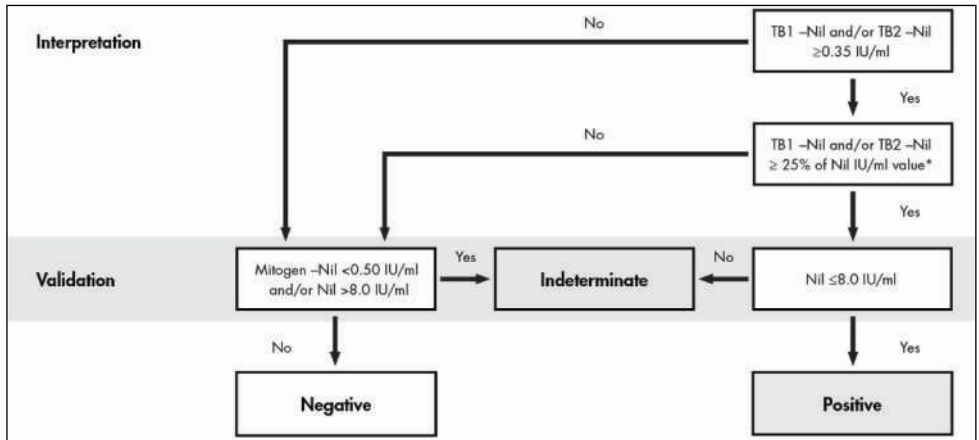 Interpretation
No
TB1 –Nil and/or TB2 –Nil
≥0.35 IU/ml
Yes
No
TB1 –Nil and/or TB2 –Nil
≥ 25% of Nil IU/ml value*
Yes
Validation
Mitogen –Nil <0.50 IU/ml
and/or Nil >8.0 IU/ml
Yes
Indeterminate
No
Nil ≤8.0 IU/ml
No
Yes
Negative
Positive